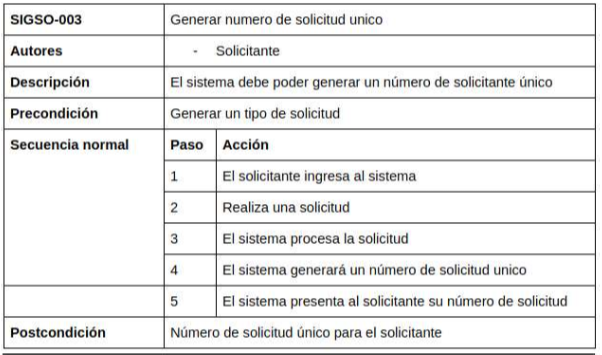 SIGSO-003 Generar numero de solicitud unico
Autores - Solicitante
Descripción El sistema debe poder generar un número de solicitante único
Precondición Generar un tipo de solicitud
Secuencia normal Paso Acción
1 El solicitante ingresa al sistema
2 Realiza una solicitud
3 El sistema procesa la solicitud
4 El sistema generará un número de solicitud unico
5 El sistema presenta al solicitante su número de solicitud
Postcondición Número de solicitud único para el solicitante